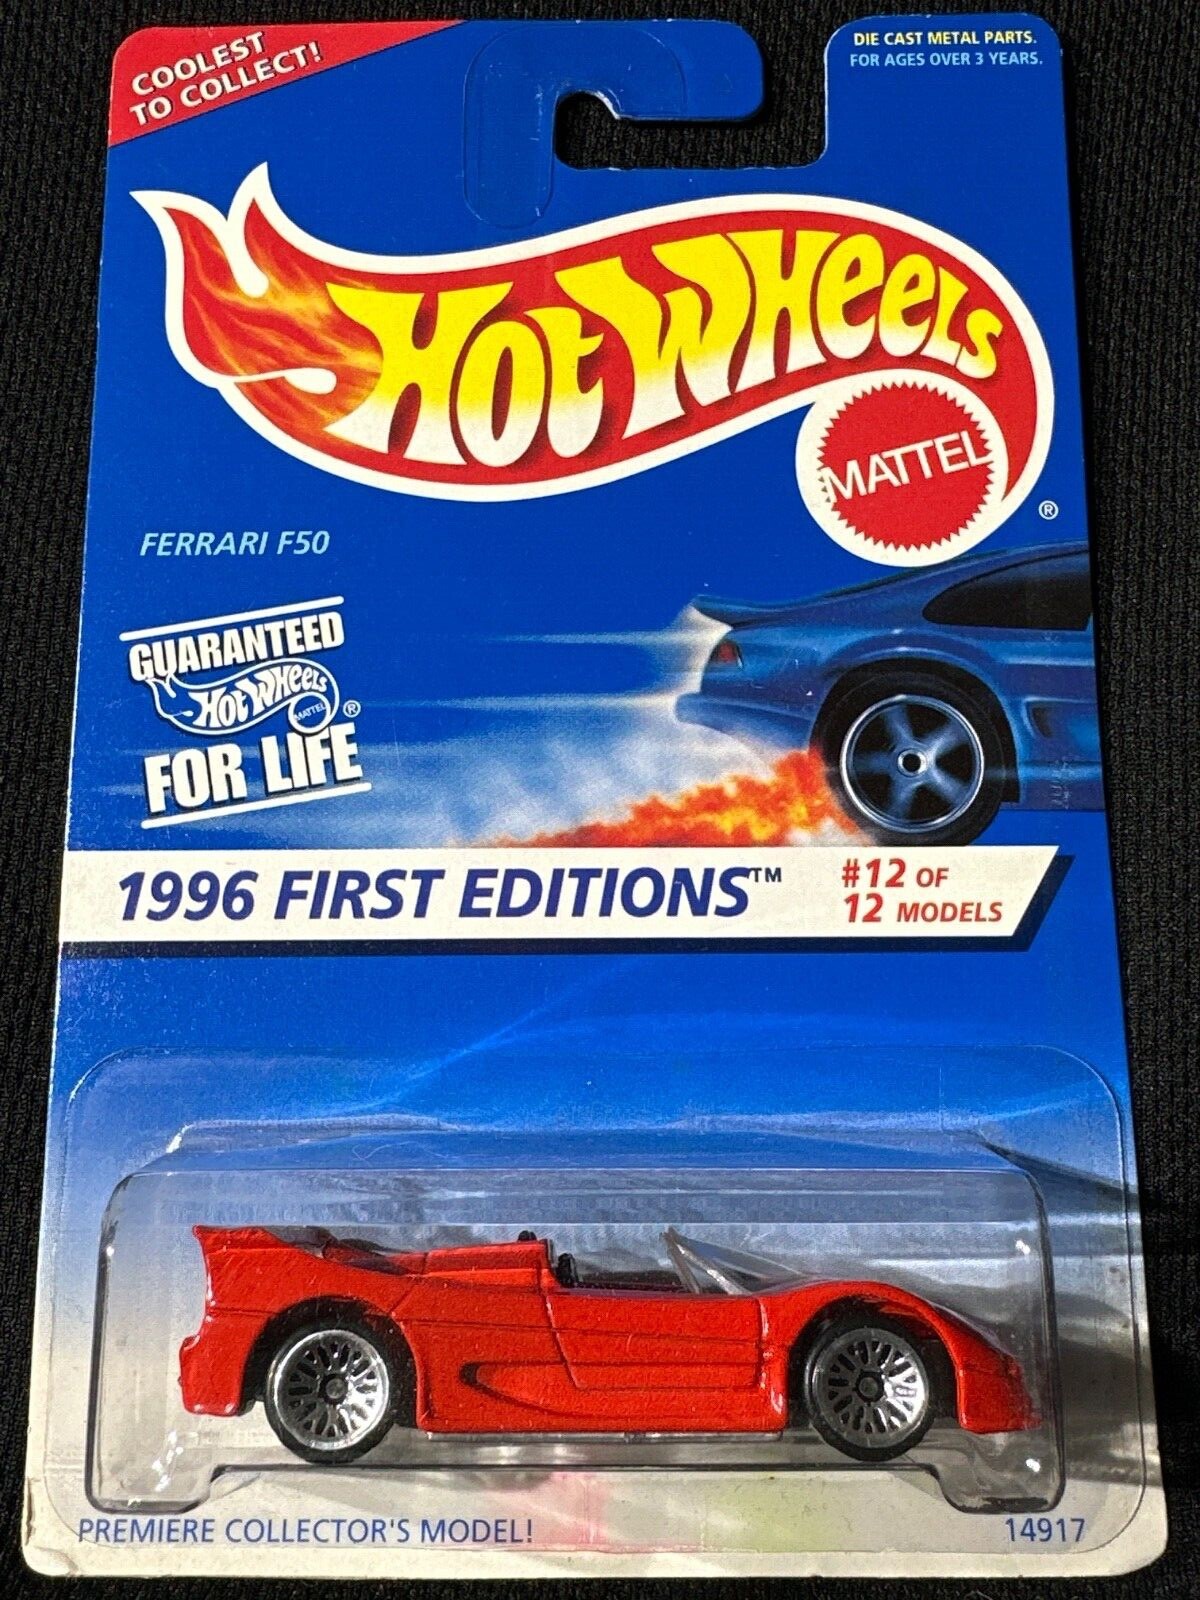 COOLEST
TO COLLECT!
DIE CAST METAL PARTS.
FOR AGES OVER 3 YEARS.
HOT WHEELS
MATTEL
®
FERRARI F50
GUARANTEED
HOT WHEELS
MATTEL ®
FOR LIFE
1996 FIRST EDITIONS™
#12 OF
12 MODELS
PREMIERE COLLECTOR'S MODEL!
14917